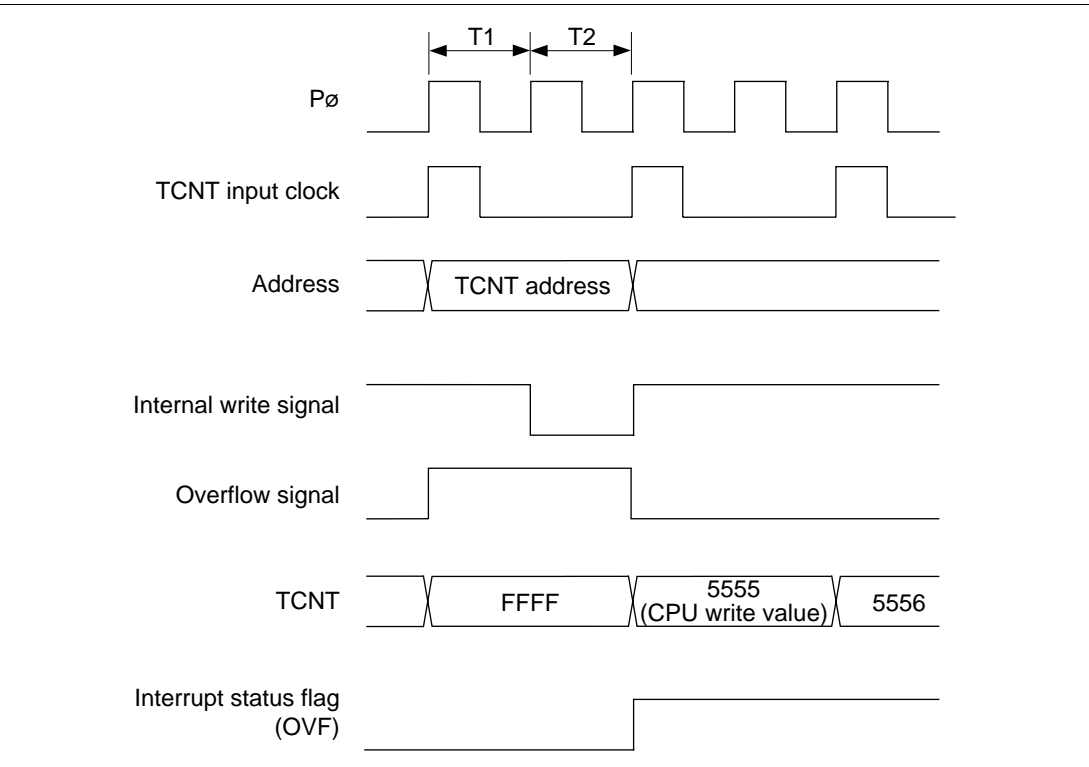 T1 T2
Pø
TCNT input clock
Address TCNT address
Internal write signal
Overflow signal
TCNT FFFF 5555 5556
(CPU write value)
Interrupt status flag
(OVF)